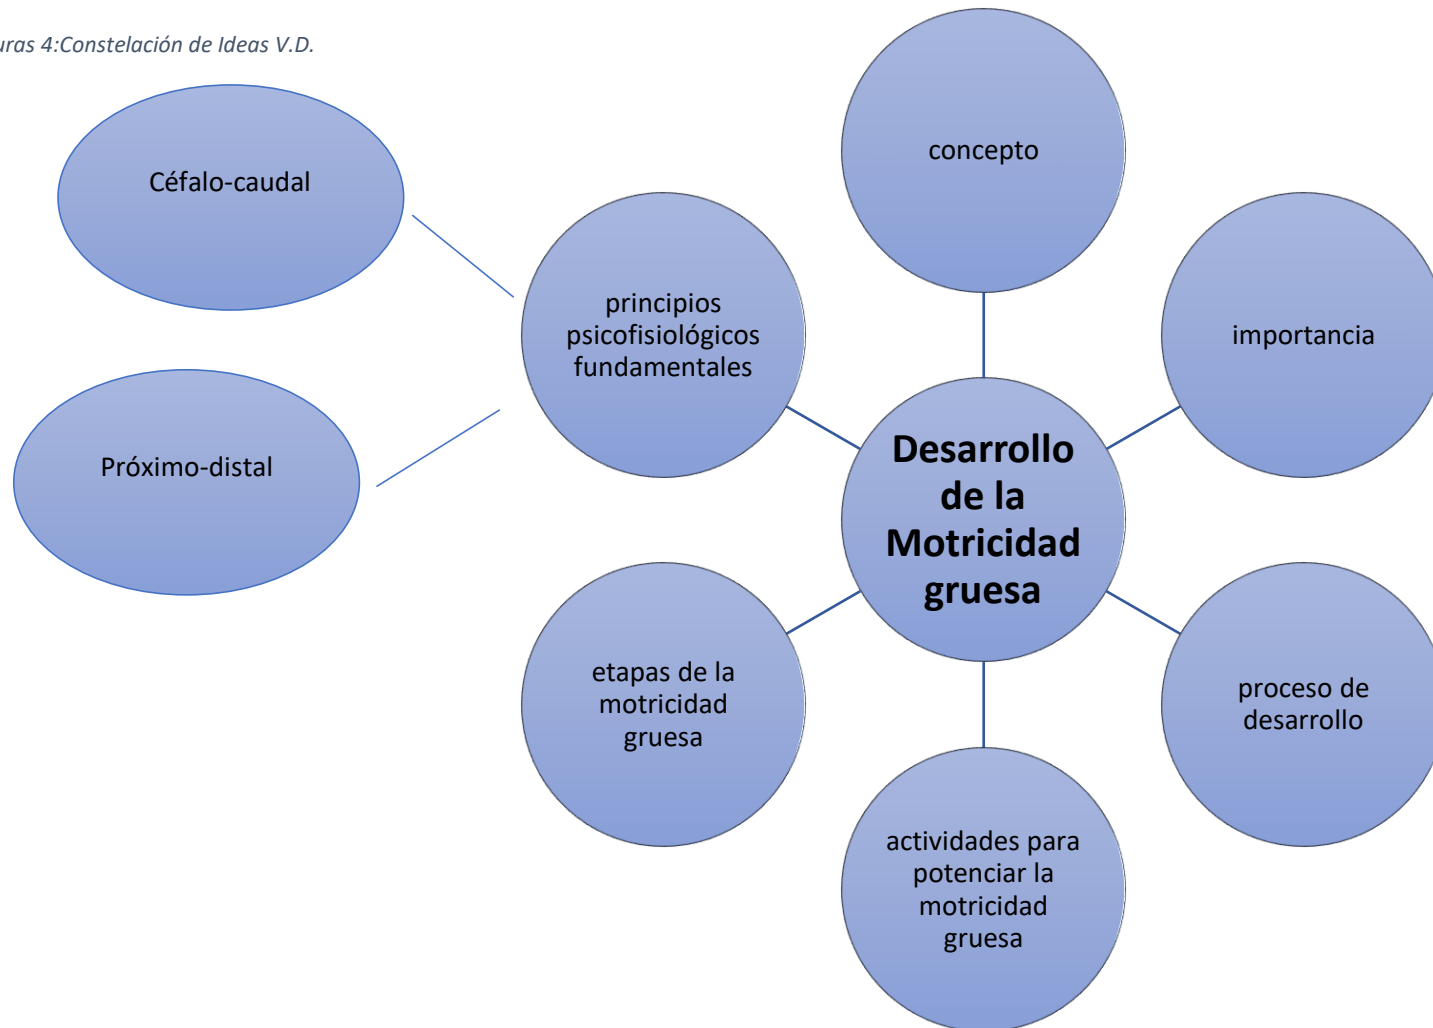 uras 4:Constelación de Ideas V.D.
concepto
Céfalo-caudal
principios
psicofisiológicos
fundamentales
importancia
Próximo-distal
Desarrollo
de la
Motricidad
gruesa
etapas de la
motricidad
gruesa
proceso de
desarrollo
actividades para
potenciar la
motricidad
gruesa